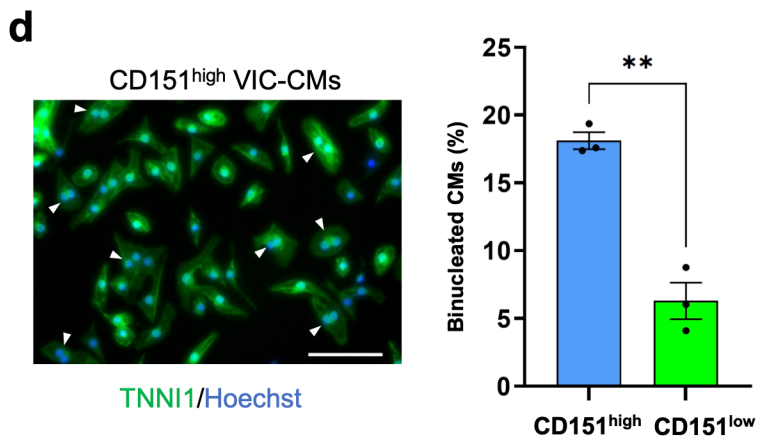 d
CD151high VIC-CMs
TNNI1/Hoechst
Binucleated CMs (%)
25
20
15
10
5
0
**
CD151high CD151low